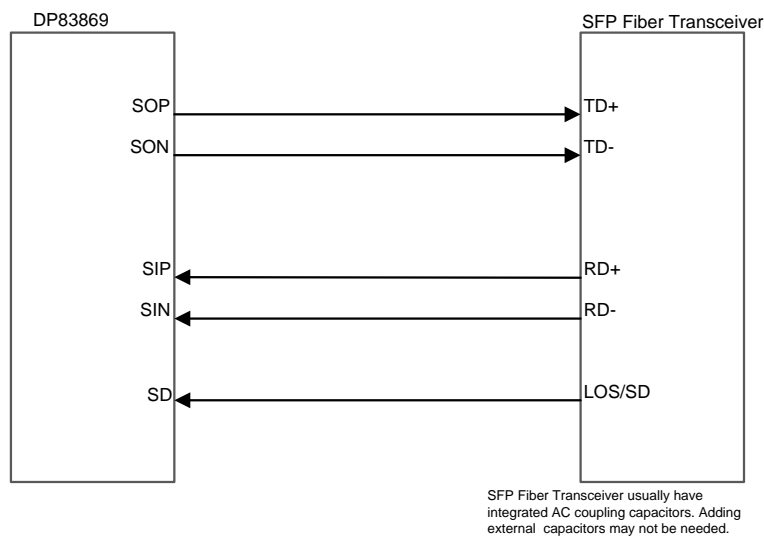 DP83869
SFP Fiber Transceiver
SOP
TD+
SON
TD-
SIP
RD+
SIN
RD-
SD
LOS/SD
SFP Fiber Transceiver usually have
integrated AC coupling capacitors. Adding
external capacitors may not be needed.